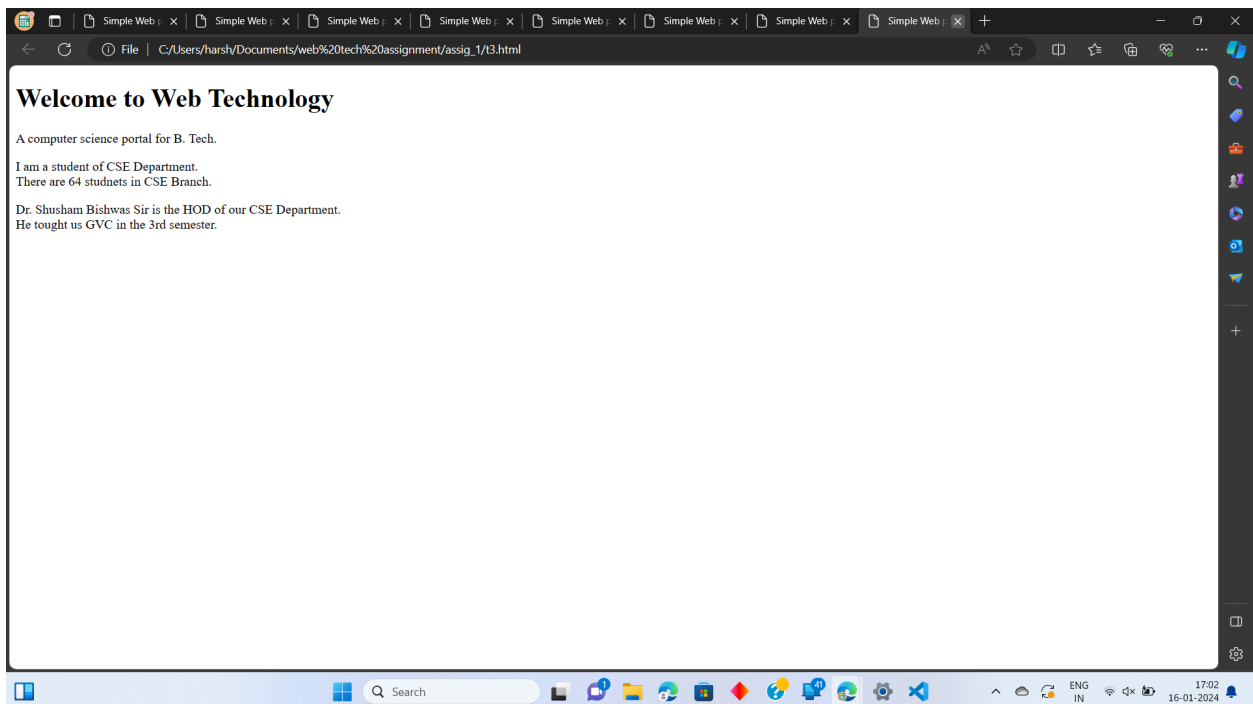 Simple Web p
Simple Web p
Simple Web p
Simple Web p
Simple Web p
Simple Web p
Simple Web p
Simple Web p
File
C:/Users/harsh/Documents/web%20tech%20assignment/assig_1/t3.html
Welcome to Web Technology
A computer science portal for B. Tech.
I am a student of CSE Department.
There are 64 studnets in CSE Branch.
Dr. Shusham Bishwas Sir is the HOD of our CSE Department.
He tought us GVC in the 3rd semester.
Search
1
41
ENG
IN
17:02
16-01-2024